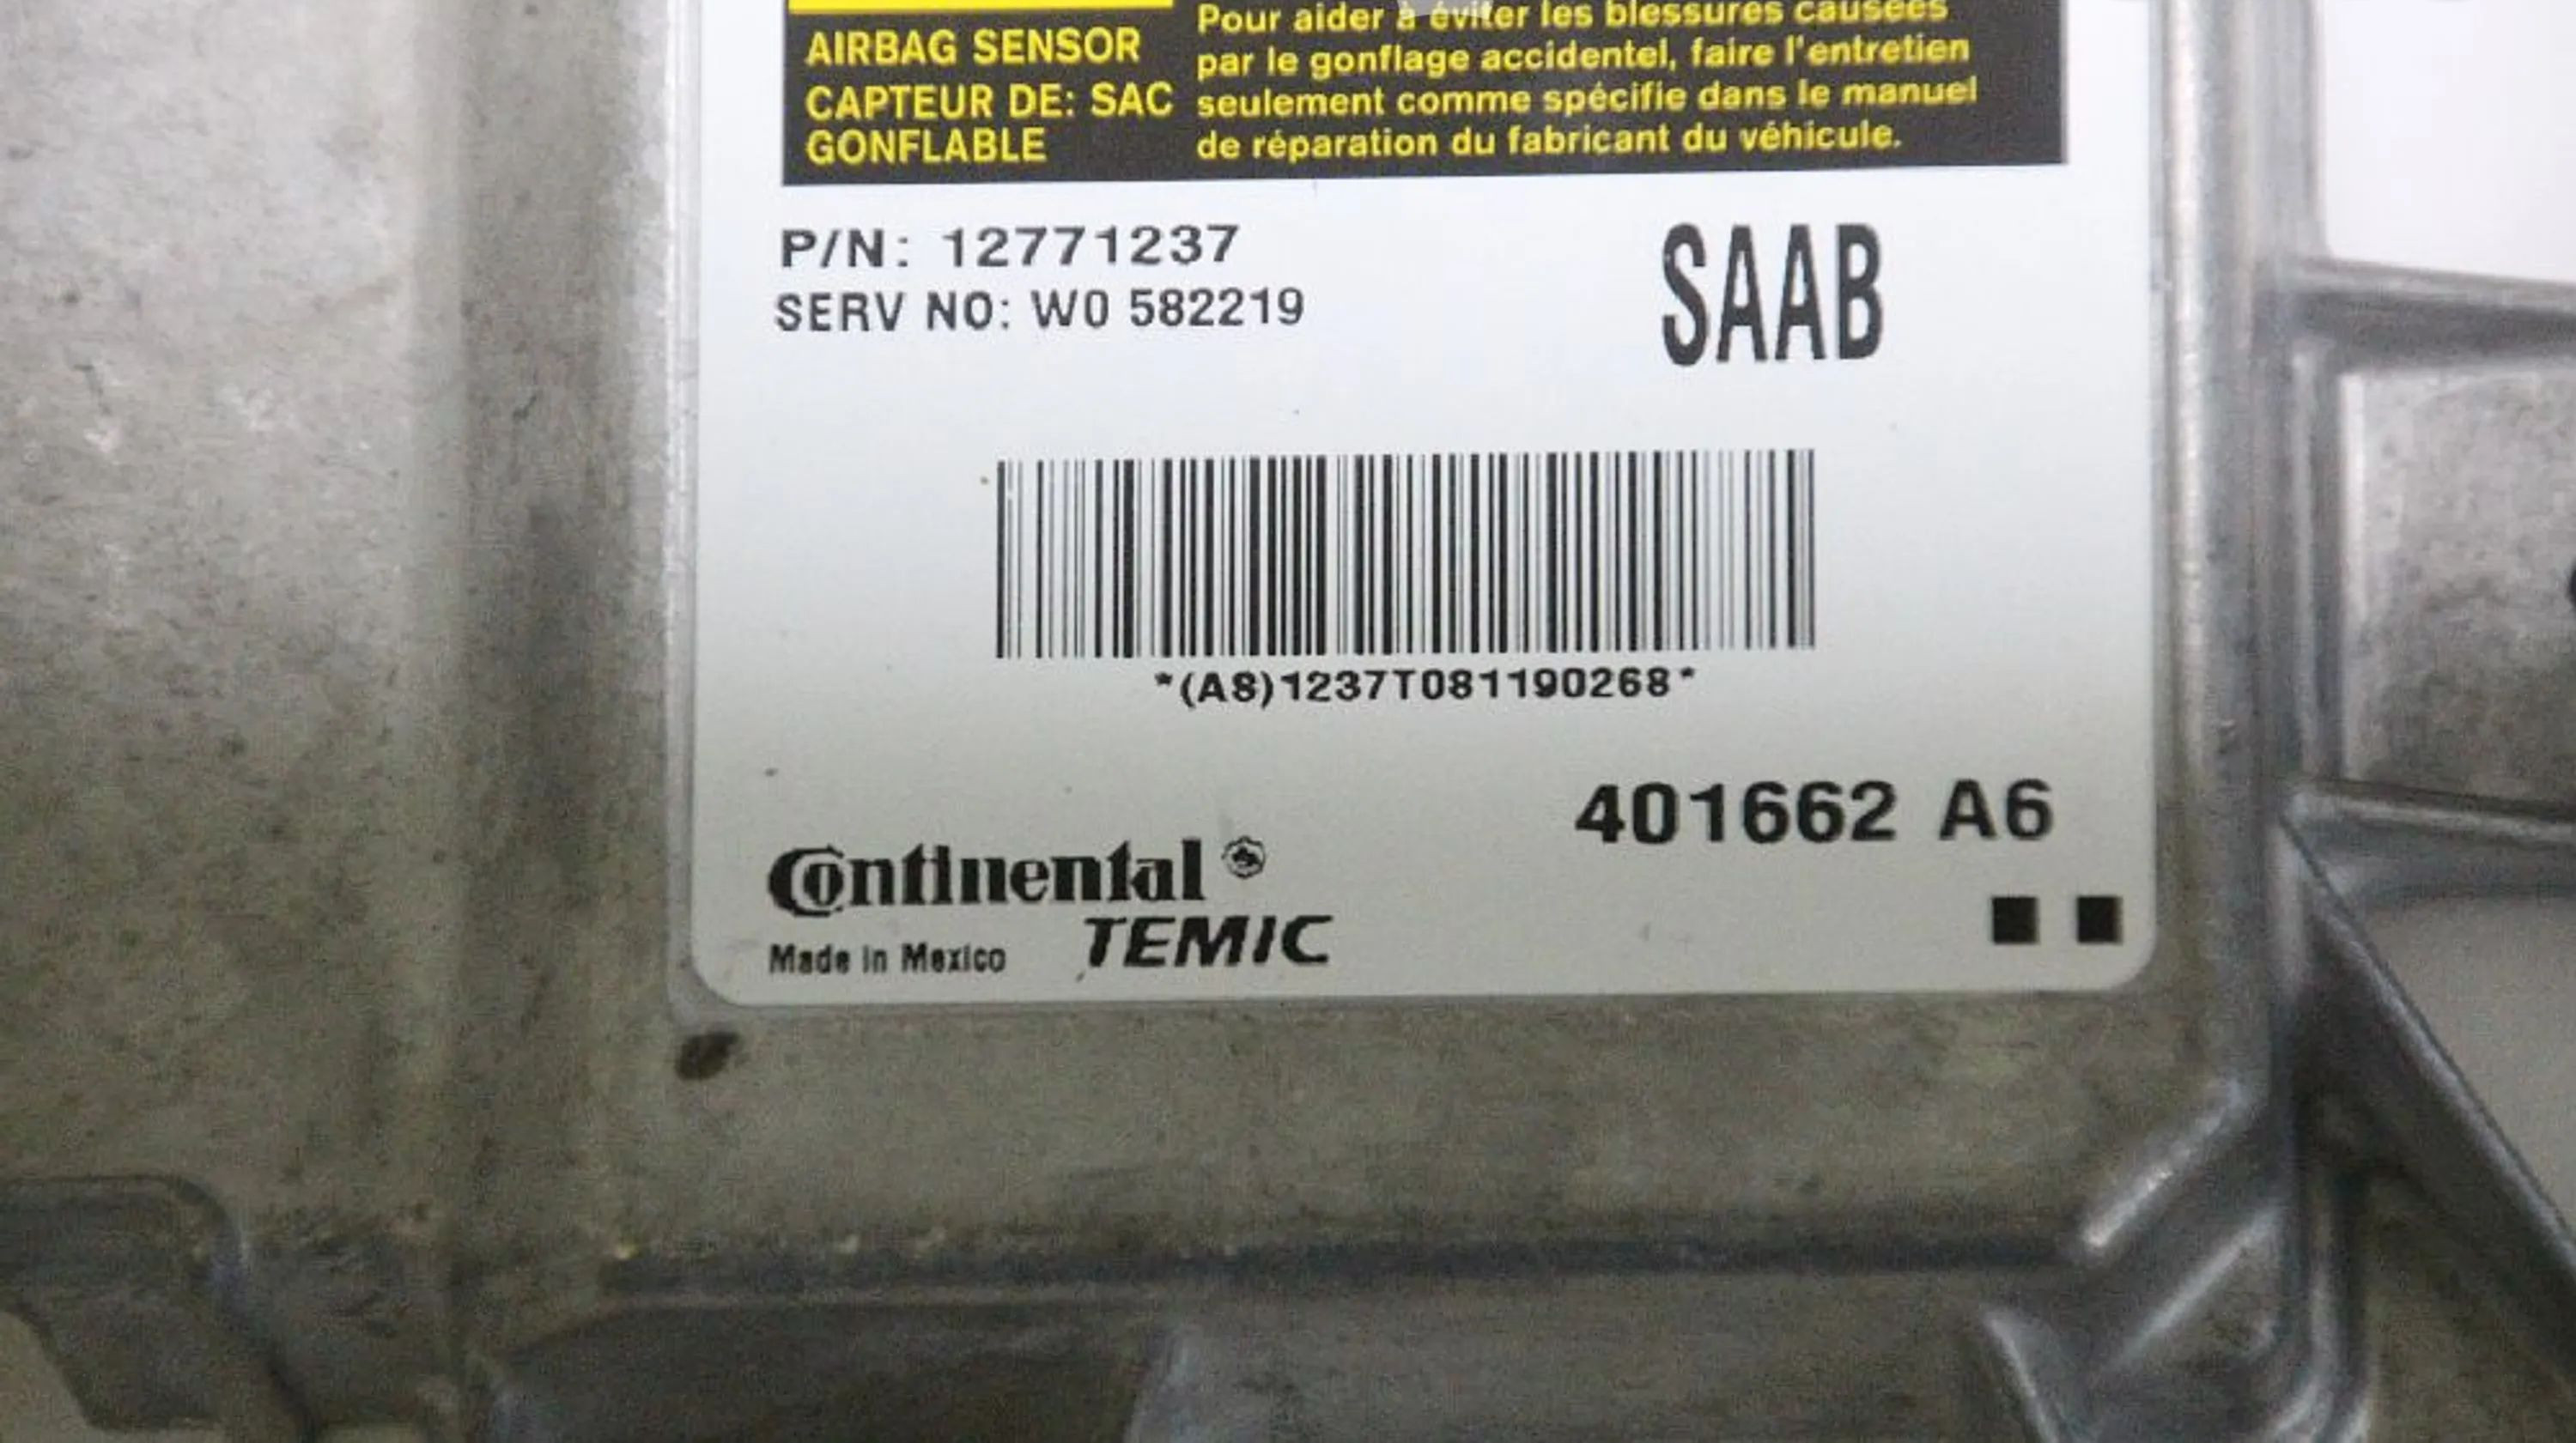 AIRBAG SENSOR
CAPTEUR DE: SAC
GONFLABLE
Pour aider à éviter les blessures causées
par le gonflage accidentel, faire l'entretien
seulement comme spécifie dans le manuel
de réparation du fabricant du véhicule.
P/N: 12771237
SERV NO: W0 582219
SAAB
*(A8)1237T081190268*
401662 A6
Continental
TEMIC
Made in Mexico